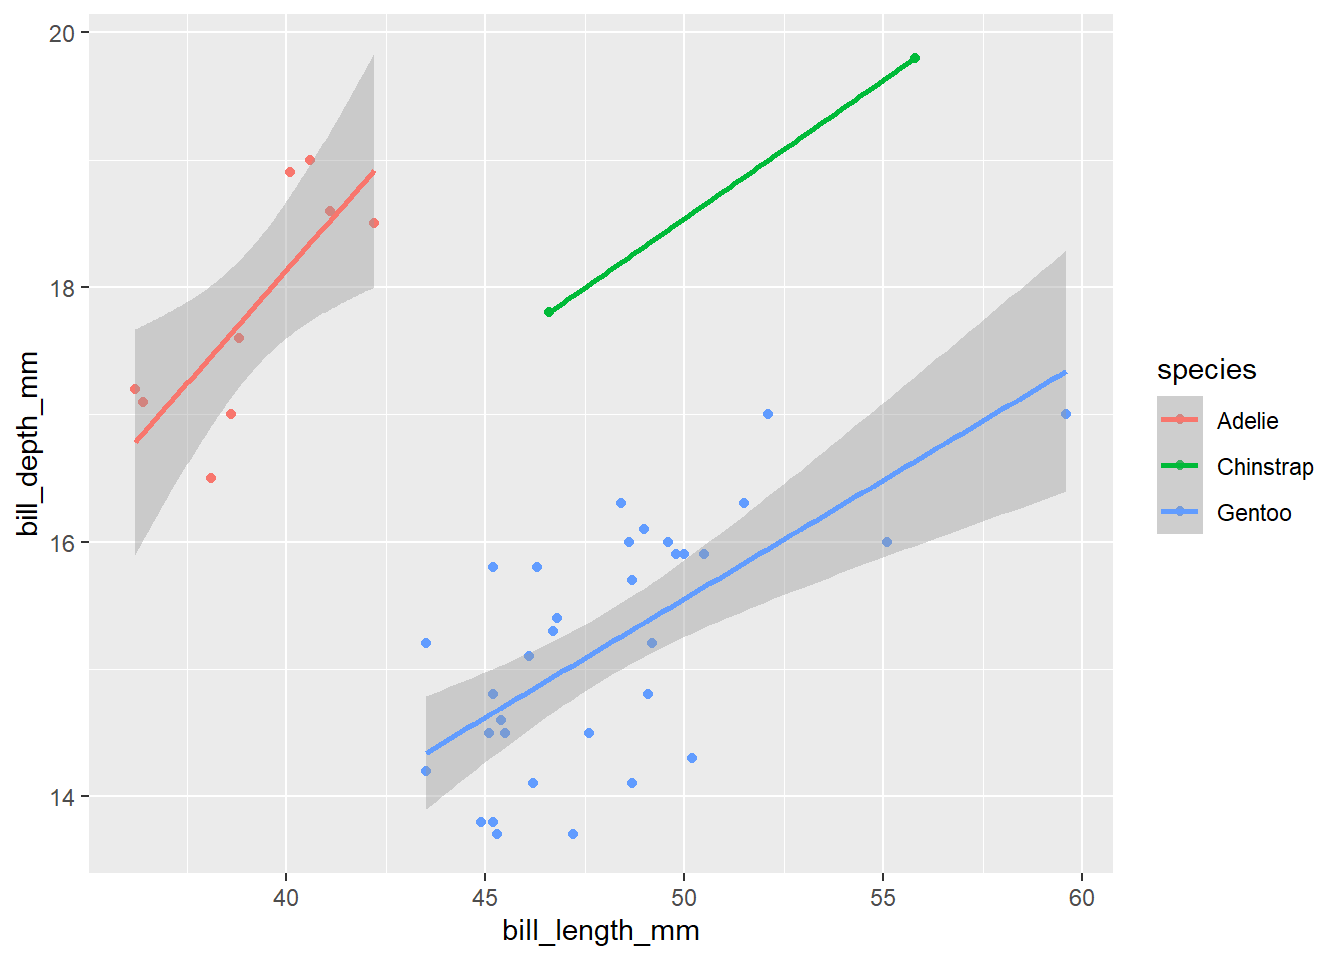 20
18
16
14
bill_depth_mm
40
45
50
55
60
bill_length_mm
species
Adelie
Chinstrap
Gentoo